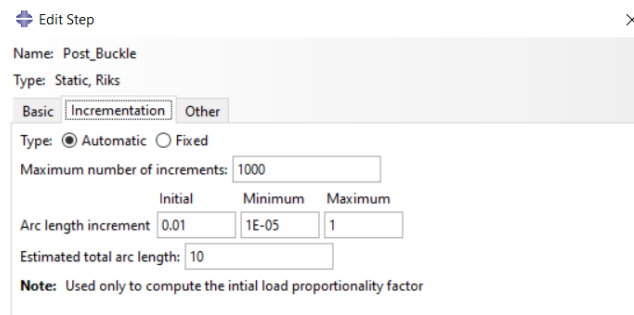 Edit Step
Name: Post_Buckle
Type: Static, Riks
Basic Incrementation Other
Type: Automatic Fixed
Maximum number of increments: 1000
Initial Minimum Maximum
Arc length increment 0.01 1E-05 1
Estimated total arc length: 10
Note: Used only to compute the intial load proportionality factor